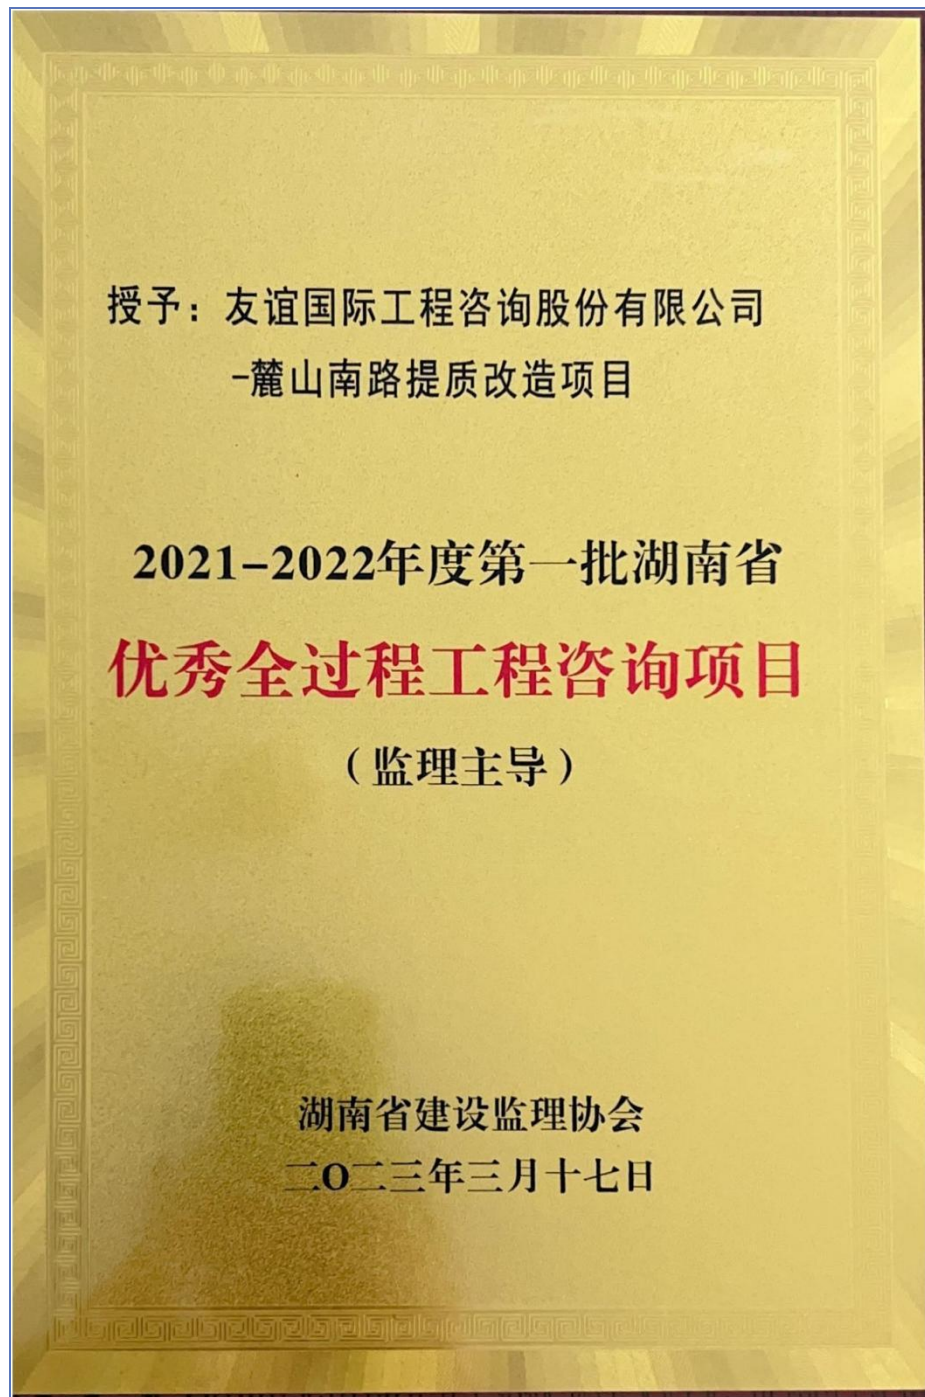 授予：友谊国际工程咨询股份有限公司
-麓山南路提质改造项目
2021-2022年度第一批湖南省
优秀全过程工程咨询项目
（监理主导）
湖南省建设监理协会
二O二三年三月十七日